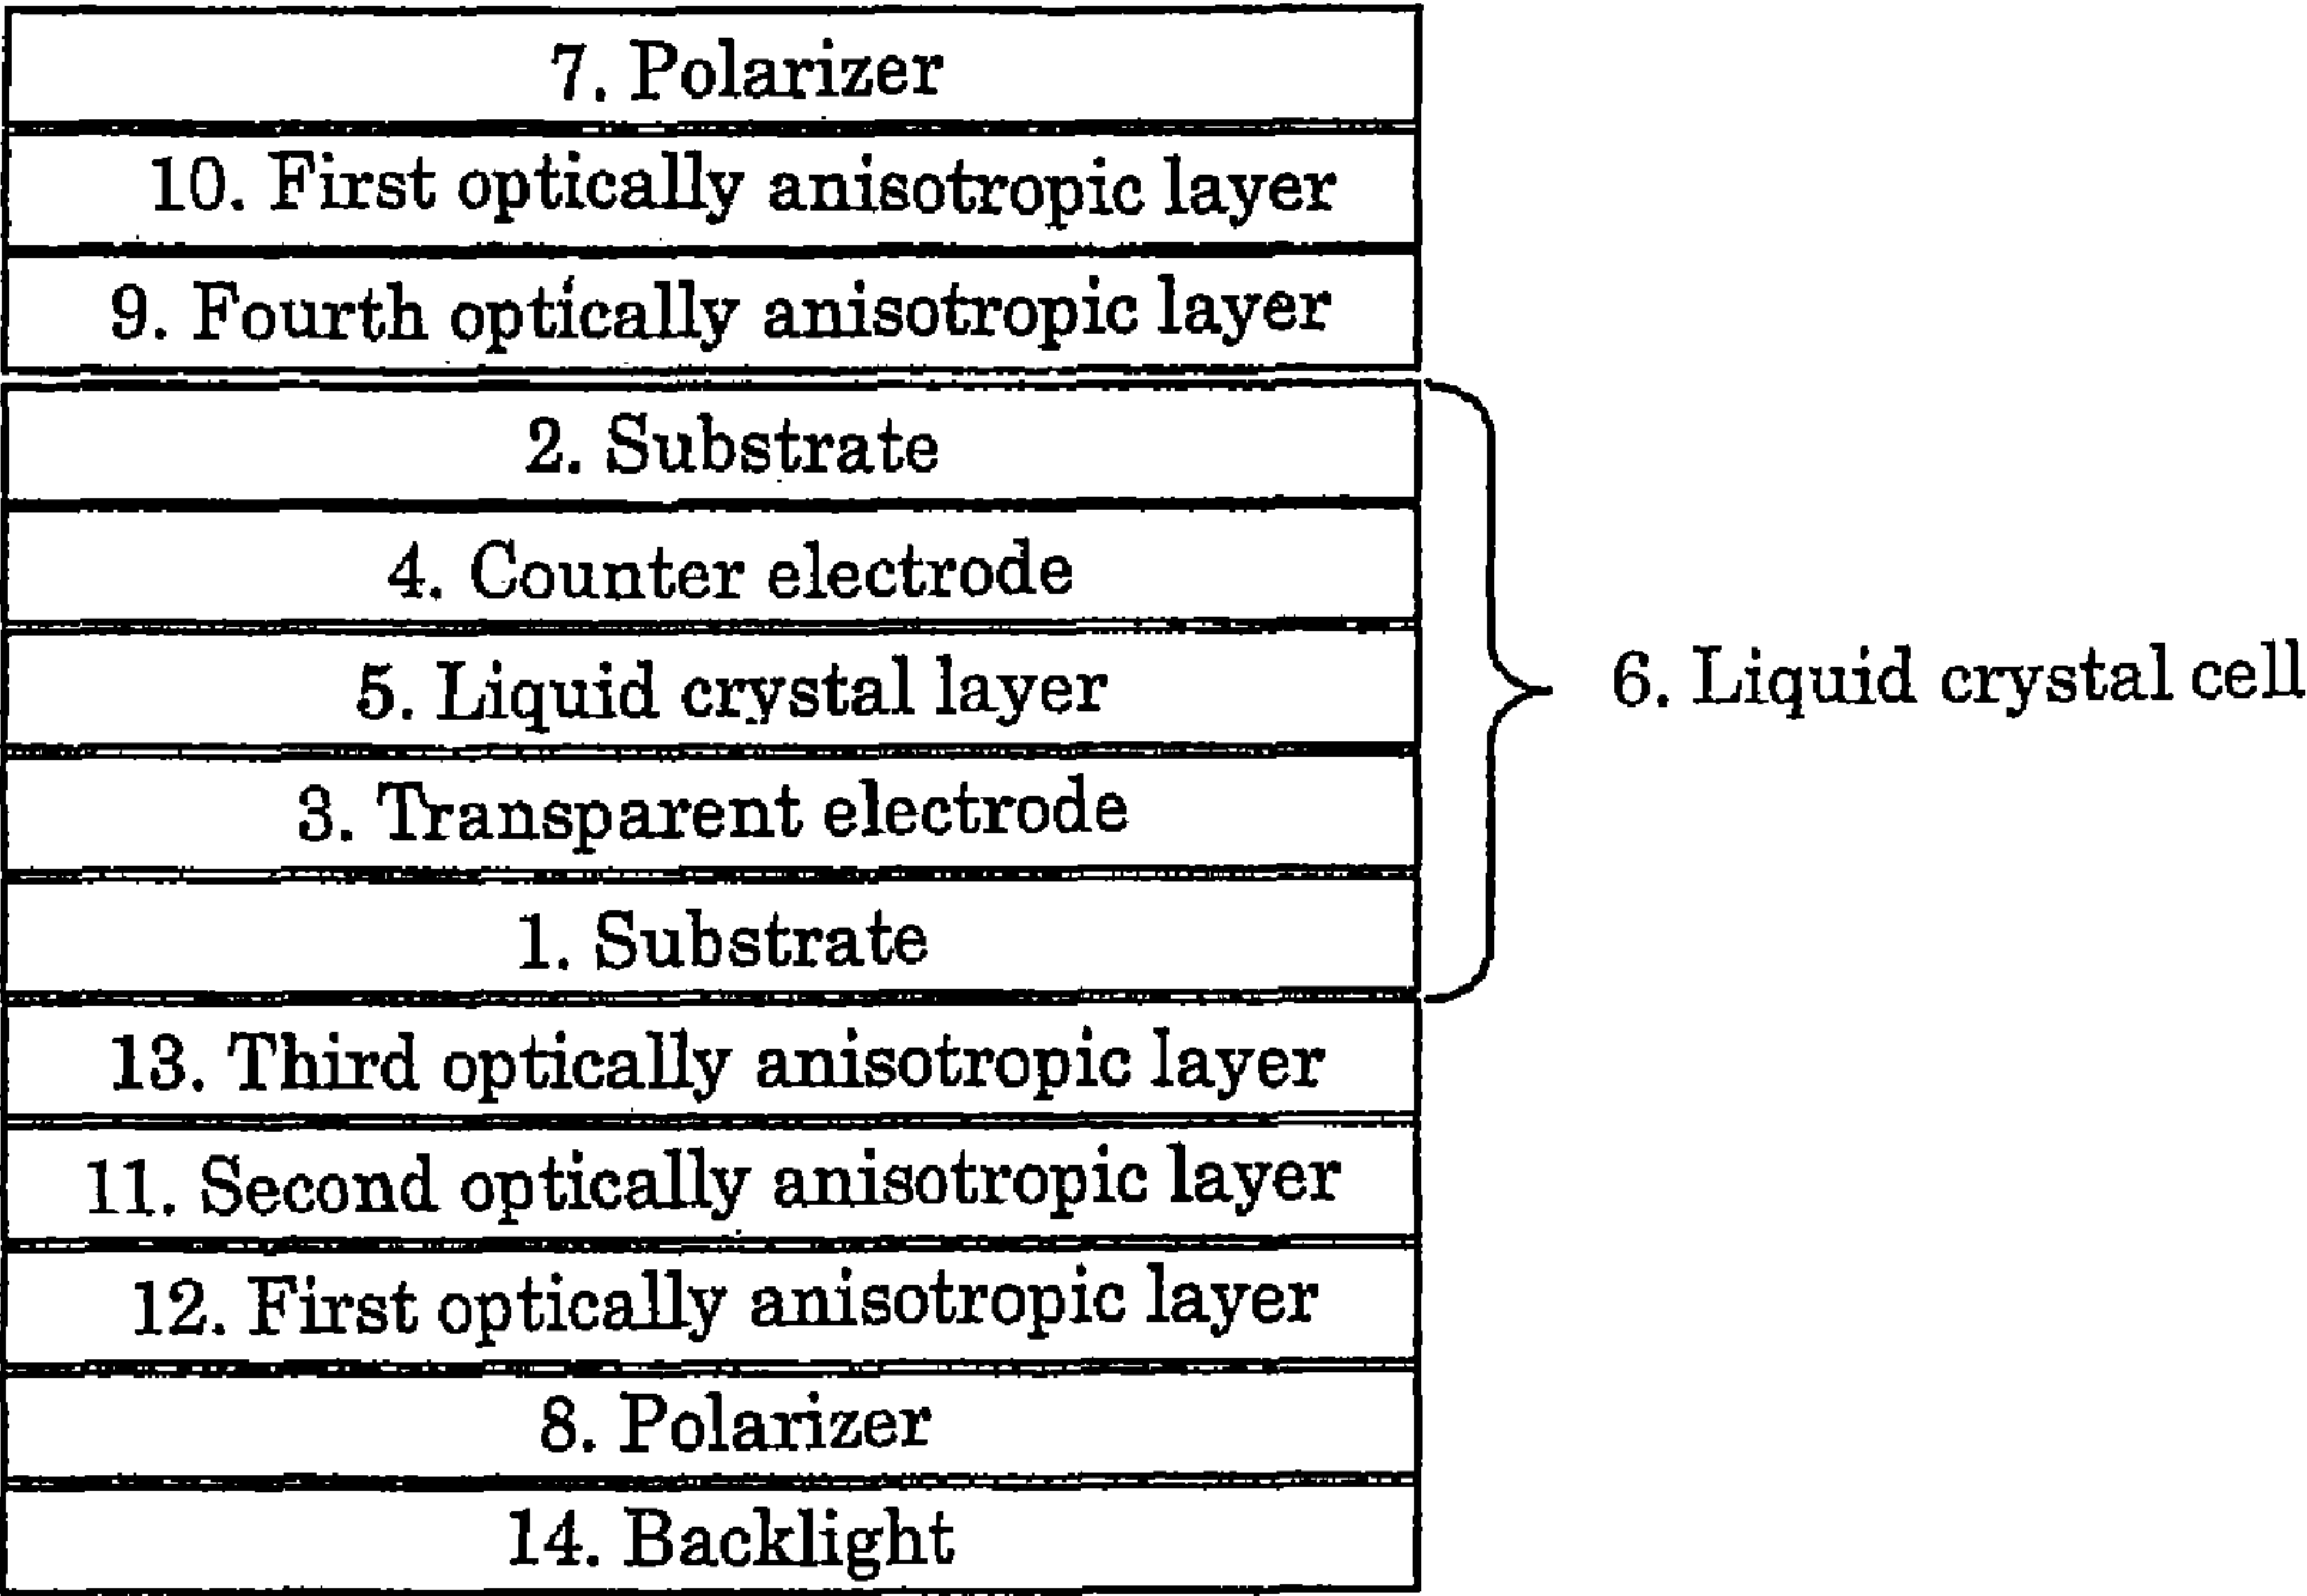 7. Polarizer
10. First optically anisotropic layer
9. Fourth optically anisotropic layer
2. Substrate
4. Counter electrode
5. Liquid crystal layer
6. Liquid crystal cell
3. Transparent electrode
1. Substrate
13. Third optically anisotropic layer
11. Second optically anisotropic layer
12. First optically anisotropic layer
8. Polarizer
14. Backlight